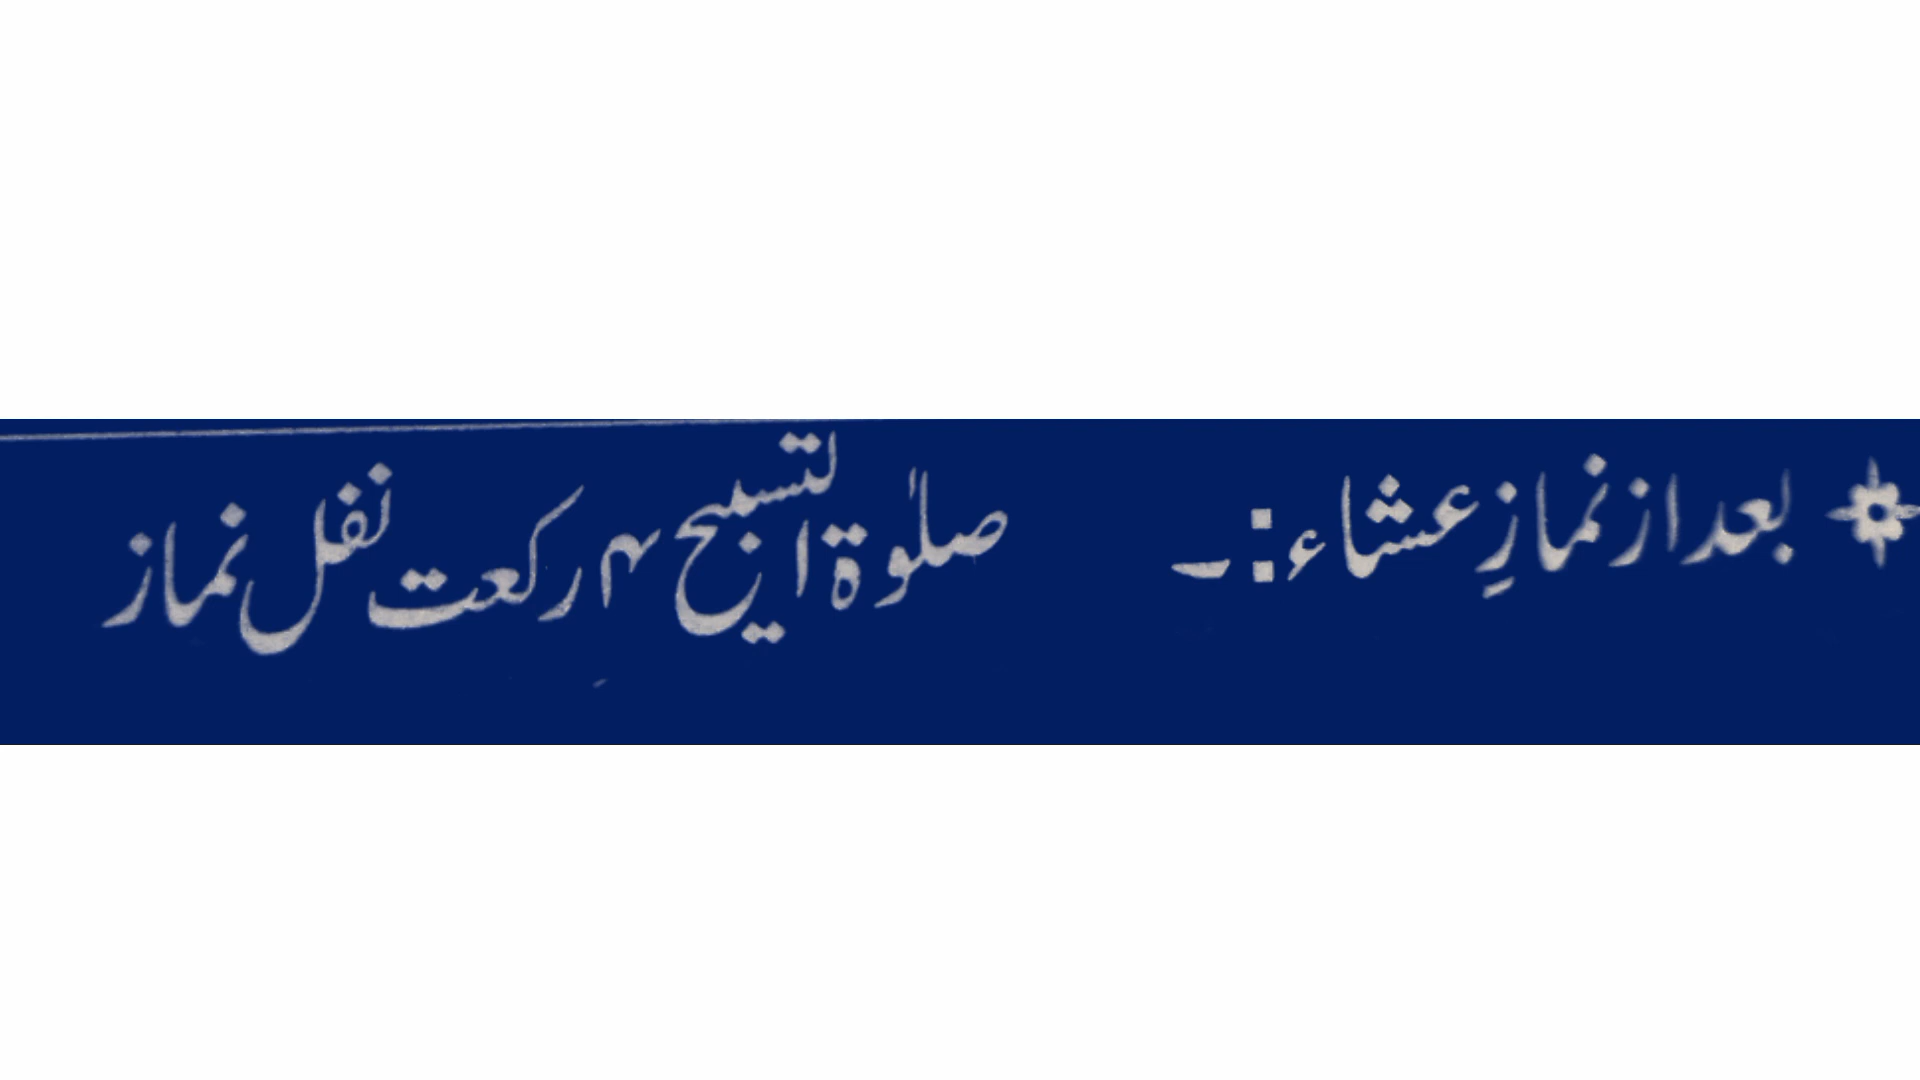 بعد از نمازِ عشاء:۔ صلوٰۃ التسبیح ۴ رکعت نفل نماز